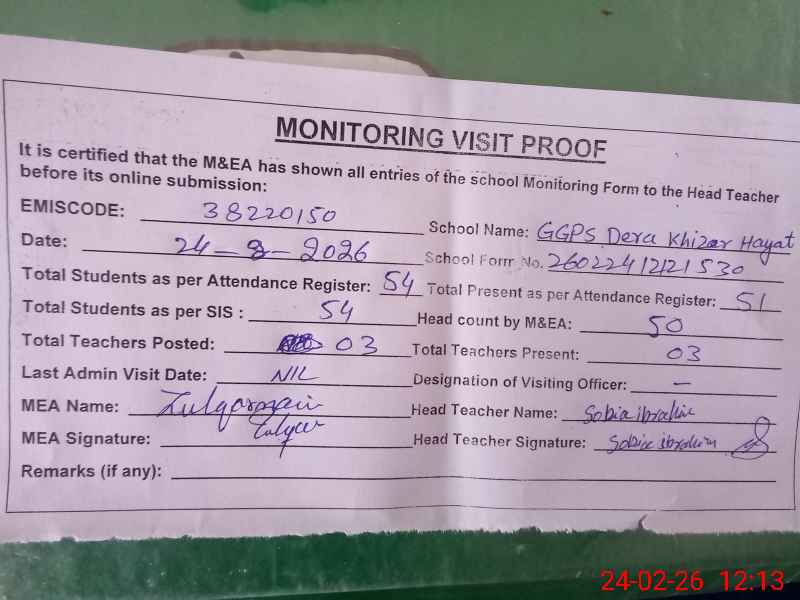 MONITORING VISIT PROOF
It is certified that the M&EA has shown all entries of the school Monitoring Form to the Head Teacher
before its online submission:
EMISCODE: 38220150 School Name: GGPS Dera Khizar Hayat
Date: 24-2-2026 School Form No. 26022412121530
Total Students as per Attendance Register: 54 Total Present as per Attendance Register: 51
Total Students as per SIS : 54 Head count by M&EA: 50
Total Teachers Posted: 03 Total Teachers Present: 03
Last Admin Visit Date: NIL Designation of Visiting Officer: —
MEA Name: Head Teacher Name: Sobia ibrahim
MEA Signature: Head Teacher Signature: Sobia ibrahim
Remarks (if any):
24-02-26 12:13